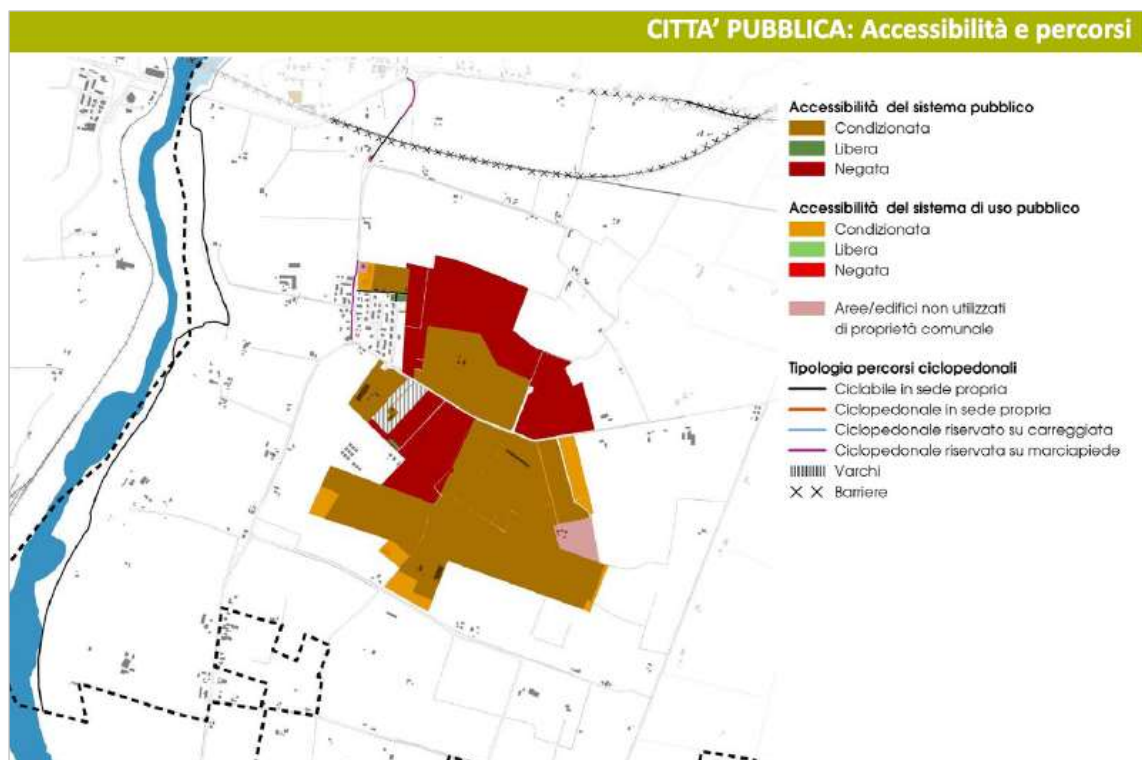 CITTA’ PUBBLICA: Accessibilità e percorsi
Accessibilità del sistema pubblico
Condizionata
Libera
Negata
Accessibilità del sistema di uso pubblico
Condizionata
Libera
Negata
Aree/edifici non utilizzati
di proprietà comunale
Tipologia percorsi ciclopedonali
Ciclabile in sede propria
Ciclopedonale in sede propria
Ciclopedonale riservato su carreggiata
Ciclopedonale riservata su marciapiede
Varchi
Barriere